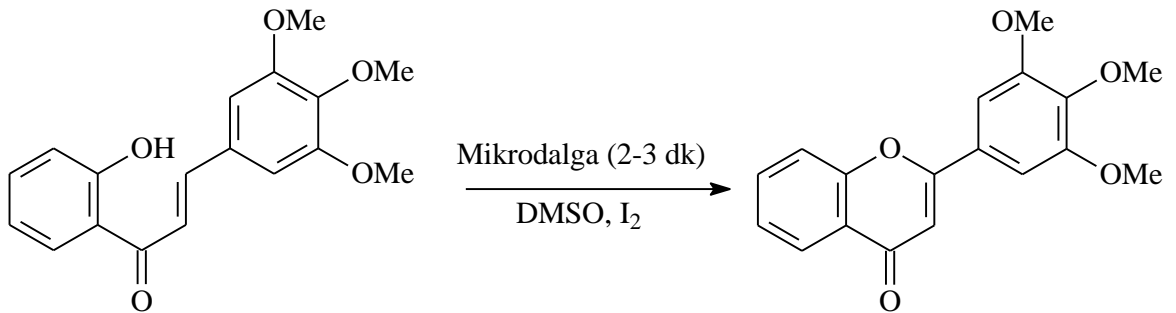 OMe
OMe
OMe
OH
O
Mikrodalga (2-3 dk)
DMSO, I₂
OMe
OMe
OMe
O
O